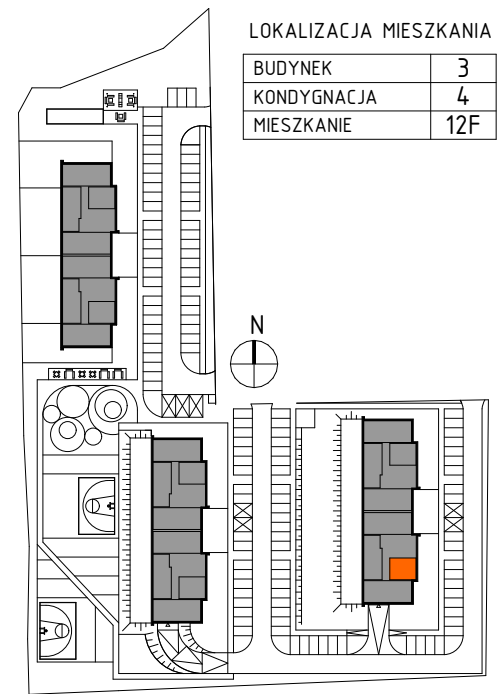 LOKALIZACJA MIESZKANIA
BUDYNEK 3
KONDYGNACJA 4
MIESZKANIE 12F
N